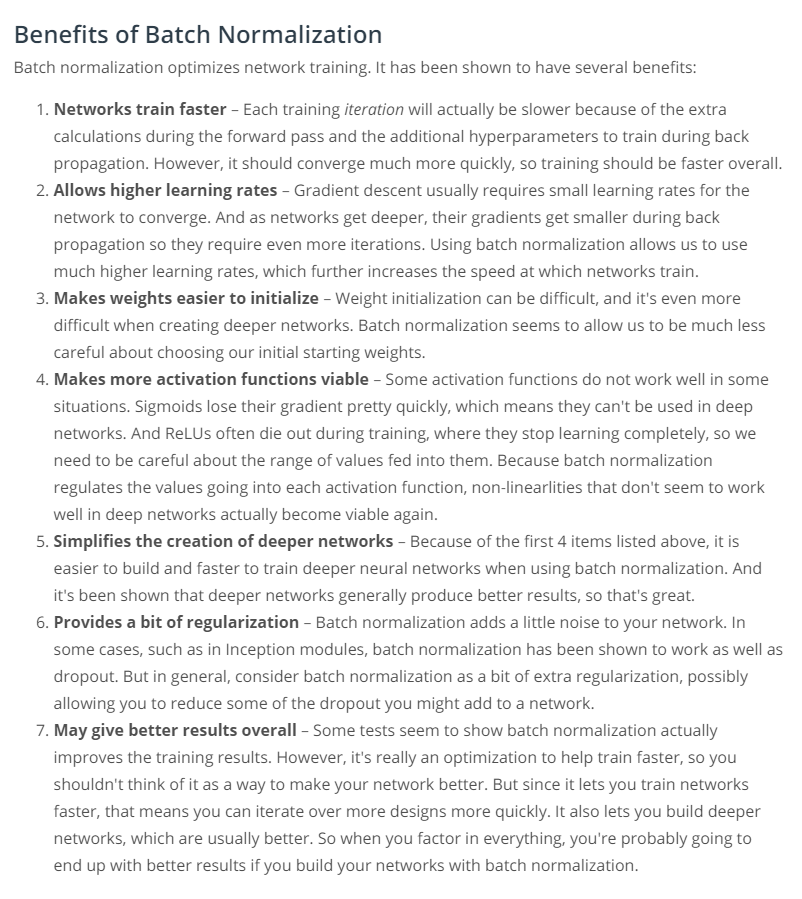 Benefits of Batch Normalization
Batch normalization optimizes network training. It has been shown to have several benefits:
1. Networks train faster – Each training iteration will actually be slower because of the extra
calculations during the forward pass and the additional hyperparameters to train during back
propagation. However, it should converge much more quickly, so training should be faster overall.
2. Allows higher learning rates – Gradient descent usually requires small learning rates for the
network to converge. And as networks get deeper, their gradients get smaller during back
propagation so they require even more iterations. Using batch normalization allows us to use
much higher learning rates, which further increases the speed at which networks train.
3. Makes weights easier to initialize – Weight initialization can be difficult, and it's even more
difficult when creating deeper networks. Batch normalization seems to allow us to be much less
careful about choosing our initial starting weights.
4. Makes more activation functions viable – Some activation functions do not work well in some
situations. Sigmoids lose their gradient pretty quickly, which means they can't be used in deep
networks. And ReLUs often die out during training, where they stop learning completely, so we
need to be careful about the range of values fed into them. Because batch normalization
regulates the values going into each activation function, non-linearlities that don't seem to work
well in deep networks actually become viable again.
5. Simplifies the creation of deeper networks – Because of the first 4 items listed above, it is
easier to build and faster to train deeper neural networks when using batch normalization. And
it's been shown that deeper networks generally produce better results, so that's great.
6. Provides a bit of regularization – Batch normalization adds a little noise to your network. In
some cases, such as in Inception modules, batch normalization has been shown to work as well as
dropout. But in general, consider batch normalization as a bit of extra regularization, possibly
allowing you to reduce some of the dropout you might add to a network.
7. May give better results overall – Some tests seem to show batch normalization actually
improves the training results. However, it's really an optimization to help train faster, so you
shouldn't think of it as a way to make your network better. But since it lets you train networks
faster, that means you can iterate over more designs more quickly. It also lets you build deeper
networks, which are usually better. So when you factor in everything, you're probably going to
end up with better results if you build your networks with batch normalization.